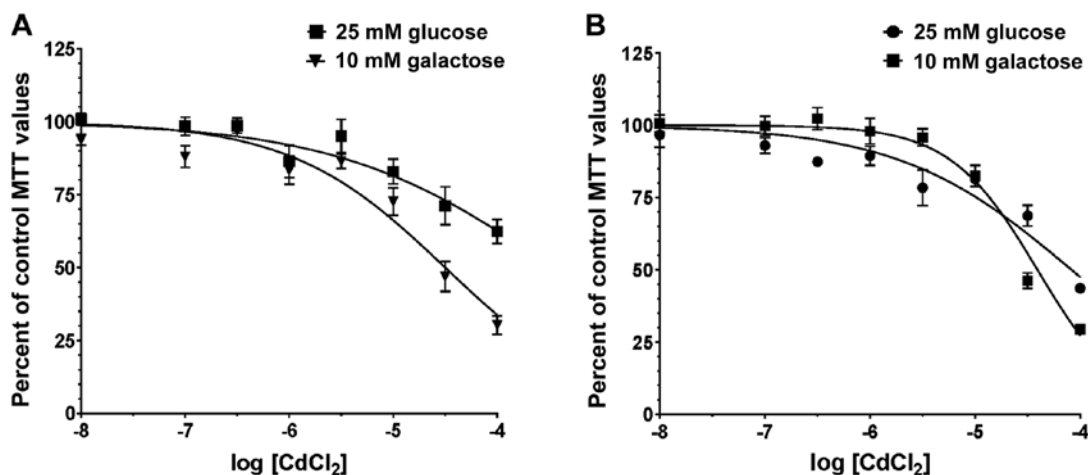 A
25 mM glucose
10 mM galactose
125
100
75
50
25
0
-8
-7
-6
-5
-4
Percent of control MTT values
log [CdCl₂]
B
25 mM glucose
10 mM galactose
125
100
75
50
25
0
-8
-7
-6
-5
-4
Percent of control MTT values
log [CdCl₂]